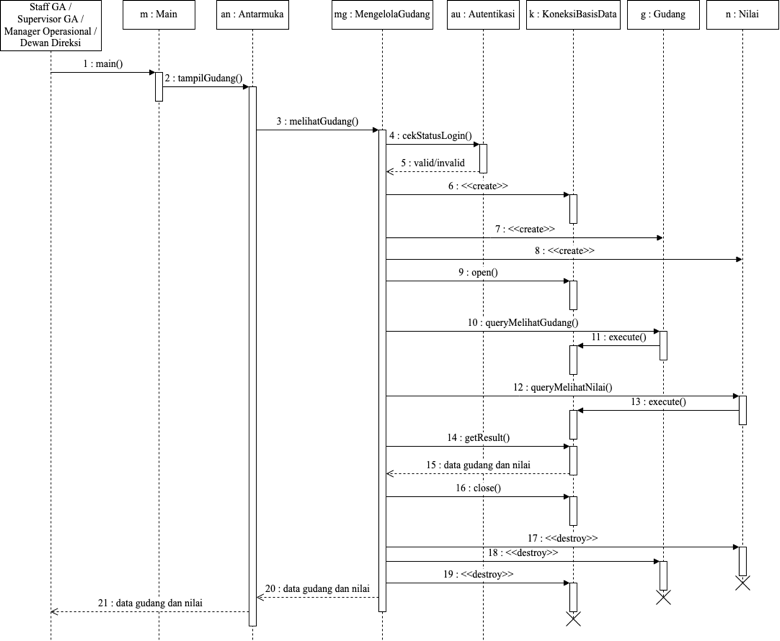 Staff GA /
Supervisor GA /
Manager Operasional /
Dewan Direksi
m : Main
an : Antarmuka
mg : MengelolaGudang
au : Autentikasi
k : KoneksiBasisData
g : Gudang
n : Nilai
1 : main()
2 : tampilGudang()
3 : melihatGudang()
4 : cekStatusLogin()
5 : valid/invalid
6 : <<create>>
7 : <<create>>
8 : <<create>>
9 : open()
10 : queryMelihatGudang()
11 : execute()
12 : queryMelihatNilai()
13 : execute()
14 : getResult()
15 : data gudang dan nilai
16 : close()
17 : <<destroy>>
18 : <<destroy>>
19 : <<destroy>>
20 : data gudang dan nilai
21 : data gudang dan nilai